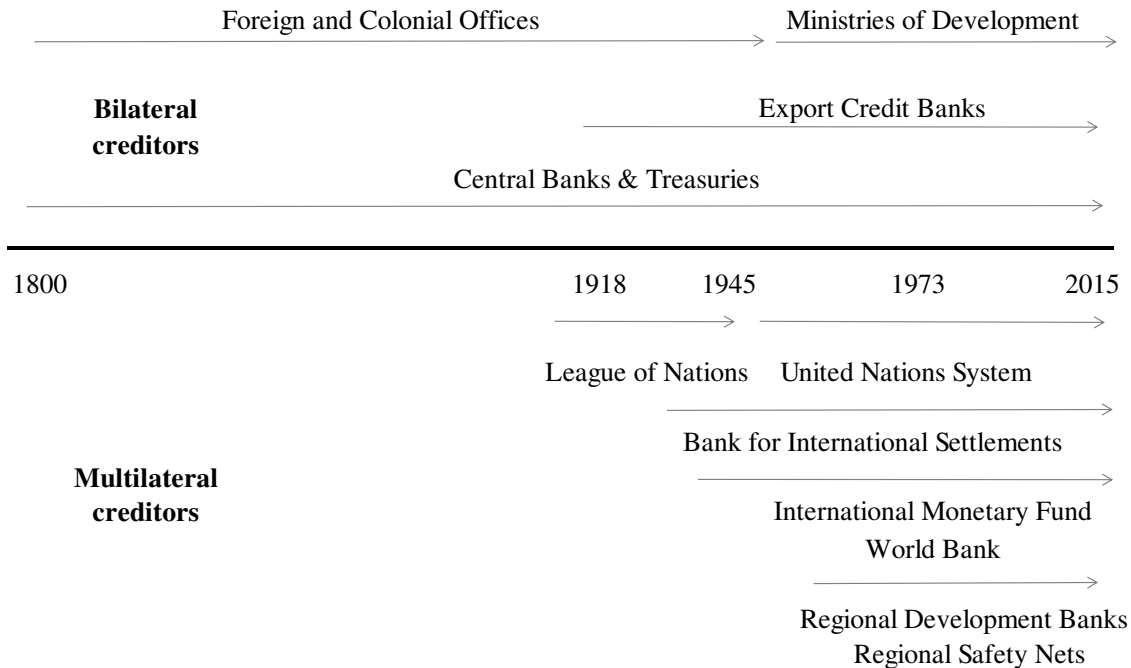 Foreign and Colonial Offices Ministries of Development
Bilateral
creditors
Export Credit Banks
Central Banks & Treasuries
1800 1918 1945 1973 2015
League of Nations United Nations System
Bank for International Settlements
Multilateral
creditors
International Monetary Fund
World Bank
Regional Development Banks
Regional Safety Nets